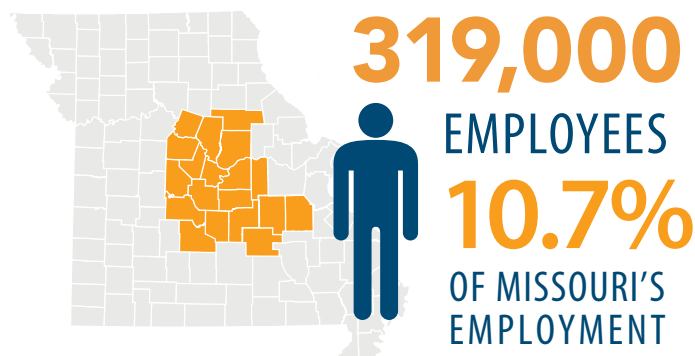 319,000
EMPLOYEES
10.7%
OF MISSOURI'S
EMPLOYMENT